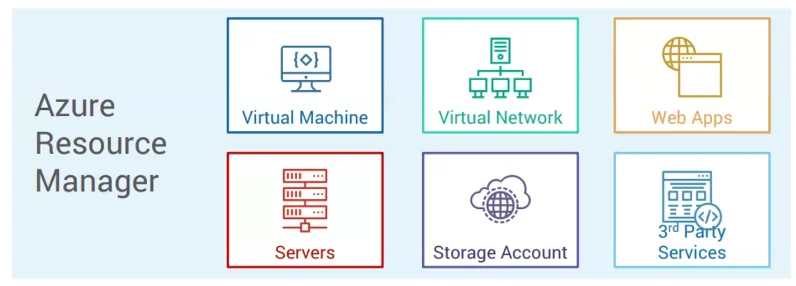 Azure
Resource
Manager
Virtual Machine
Virtual Network
Web Apps
Servers
Storage Account
3rd Party
Services